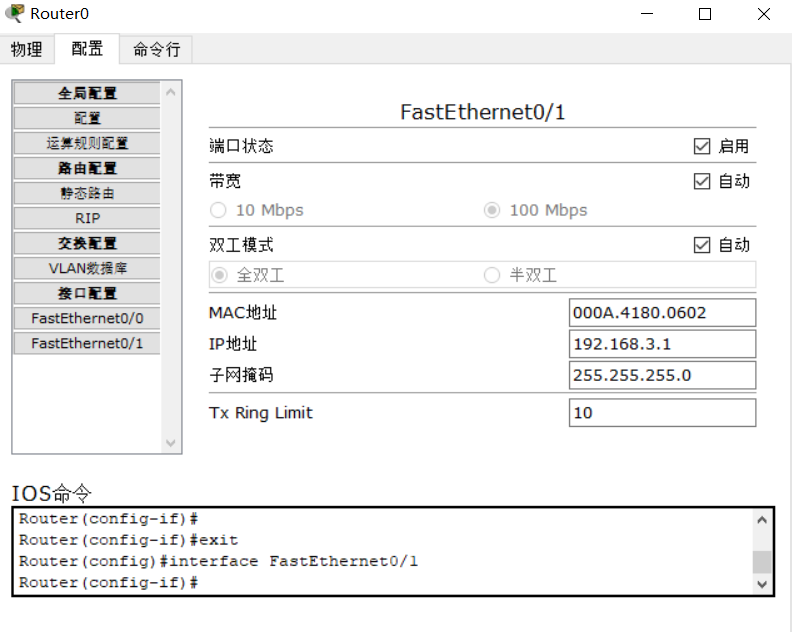 Router0
物理 配置 命令行
全局配置
配置
运算规则配置
路由配置
静态路由
RIP
交换配置
VLAN数据库
接口配置
FastEthernet0/0
FastEthernet0/1
FastEthernet0/1
端口状态 启用
带宽 自动
10 Mbps 100 Mbps
双工模式 自动
全双工 半双工
MAC地址 000A.4180.0602
IP地址 192.168.3.1
子网掩码 255.255.255.0
Tx Ring Limit 10
IOS命令
Router(config-if)#
Router(config-if)#exit
Router(config)#interface FastEthernet0/1
Router(config-if)#